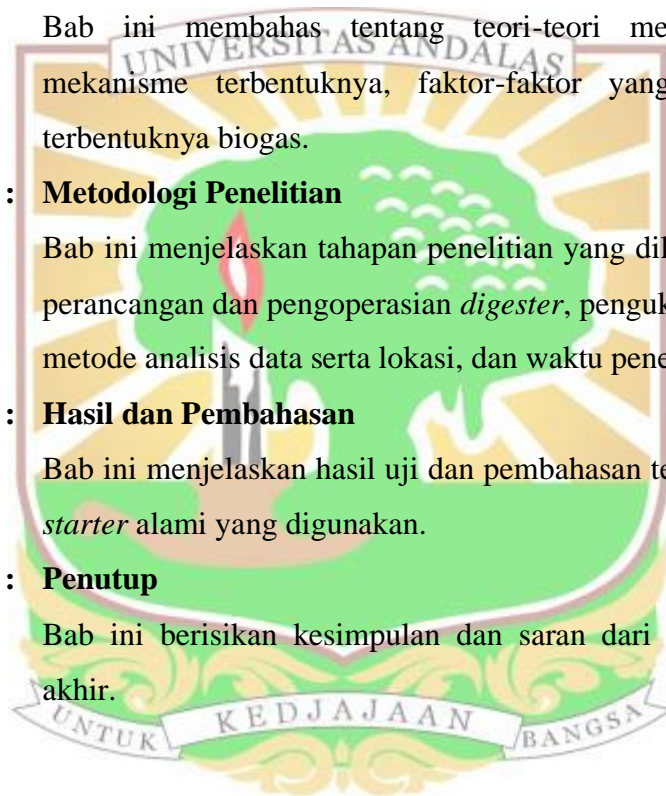 Bab ini membahas tentang teori-teori me
UNIVERSITAS ANDALAS
mekanisme terbentuknya, faktor-faktor yang
terbentuknya biogas.
: Metodologi Penelitian
Bab ini menjelaskan tahapan penelitian yang dil
perancangan dan pengoperasian digester, penguk
metode analisis data serta lokasi, dan waktu pene
: Hasil dan Pembahasan
Bab ini menjelaskan hasil uji dan pembahasan te
starter alami yang digunakan.
: Penutup
Bab ini berisikan kesimpulan dan saran dari
akhir.
UNTUK KEDJAJAAN BANGSA